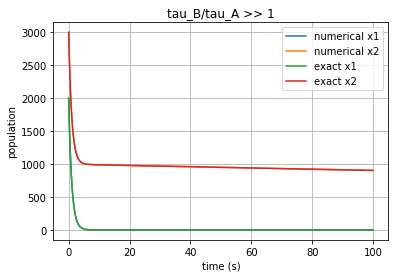 tau_B/tau_A >> 1
numerical x1
numerical x2
exact x1
exact x2
population
3000
2500
2000
1500
1000
500
0
0 20 40 60 80 100
time (s)